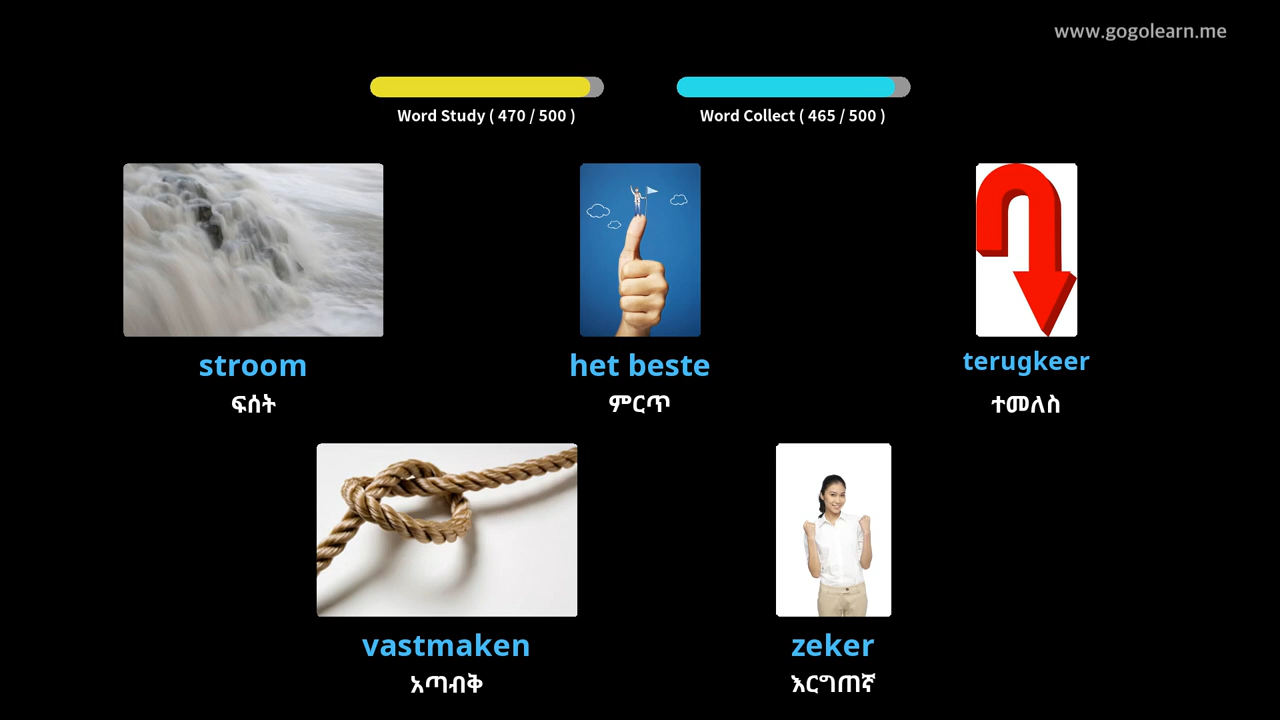 www.gogolearn.me
Word Study ( 470 / 500 )
Word Collect ( 465 / 500 )
stroom
ፍሰት
het beste
ምርጥ
terugkeer
ተመለስ
vastmaken
አጣብቅ
zeker
እርግጠኛ